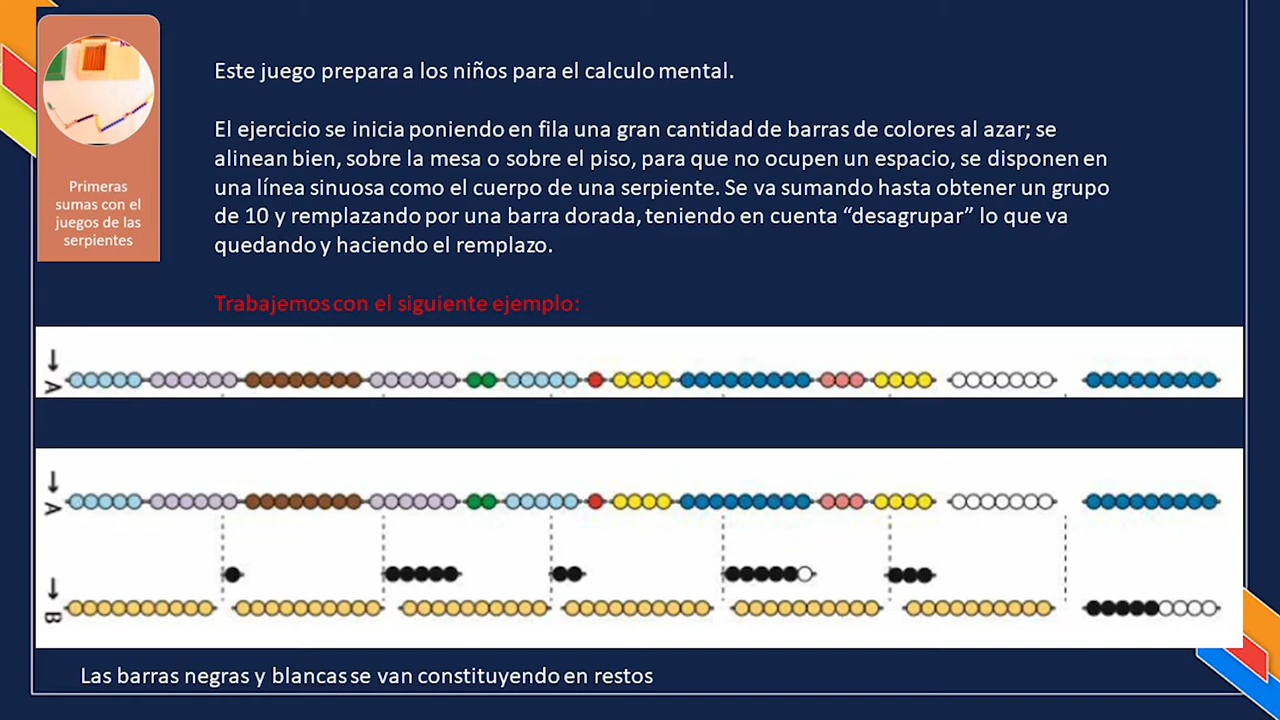 Primeras
sumas con el
juegos de las
serpientes
Este juego prepara a los niños para el calculo mental.
El ejercicio se inicia poniendo en fila una gran cantidad de barras de colores al azar; se
alinean bien, sobre la mesa o sobre el piso, para que no ocupen un espacio, se disponen en
una línea sinuosa como el cuerpo de una serpiente. Se va sumando hasta obtener un grupo
de 10 y remplazando por una barra dorada, teniendo en cuenta “desagrupar” lo que va
quedando y haciendo el remplazo.
Trabajemos con el siguiente ejemplo:
A
A
B
Las barras negras y blancas se van constituyendo en restos